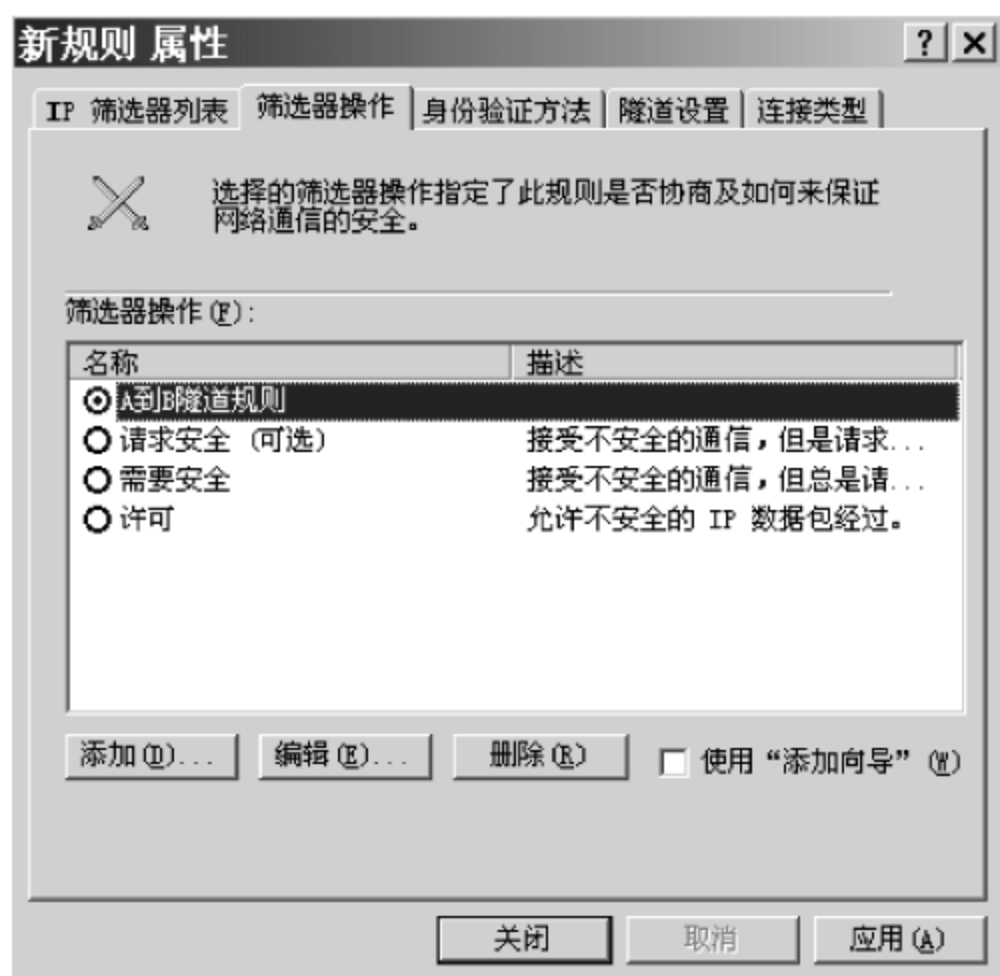 新规则 属性
IP 筛选器列表 筛选器操作 身份验证方法 隧道设置 连接类型
选择的筛选器操作指定了此规则是否协商及如何来保证
网络通信的安全。
筛选器操作(F):
名称 描述
A到B隧道规则
请求安全 (可选) 接受不安全的通信,但是请求...
需要安全 接受不安全的通信,但总是请...
许可 允许不安全的 IP 数据包经过。
添加(D)... 编辑(E)... 删除(R) 使用“添加向导” (W)
关闭 取消 应用(A)